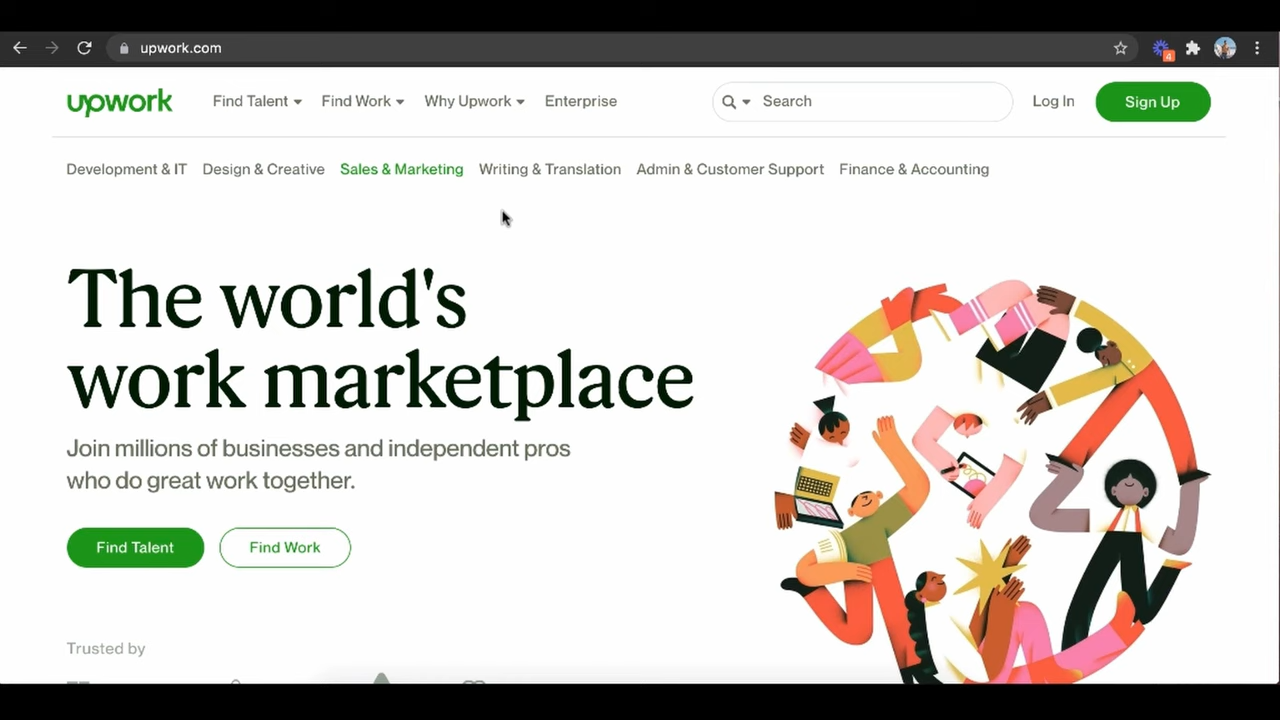 upwork.com
4
upwork Find Talent Find Work Why Upwork Enterprise Search Log In Sign Up
Development & IT Design & Creative Sales & Marketing Writing & Translation Admin & Customer Support Finance & Accounting
The world's
work marketplace
Join millions of businesses and independent pros
who do great work together.
Find Talent Find Work
Trusted by